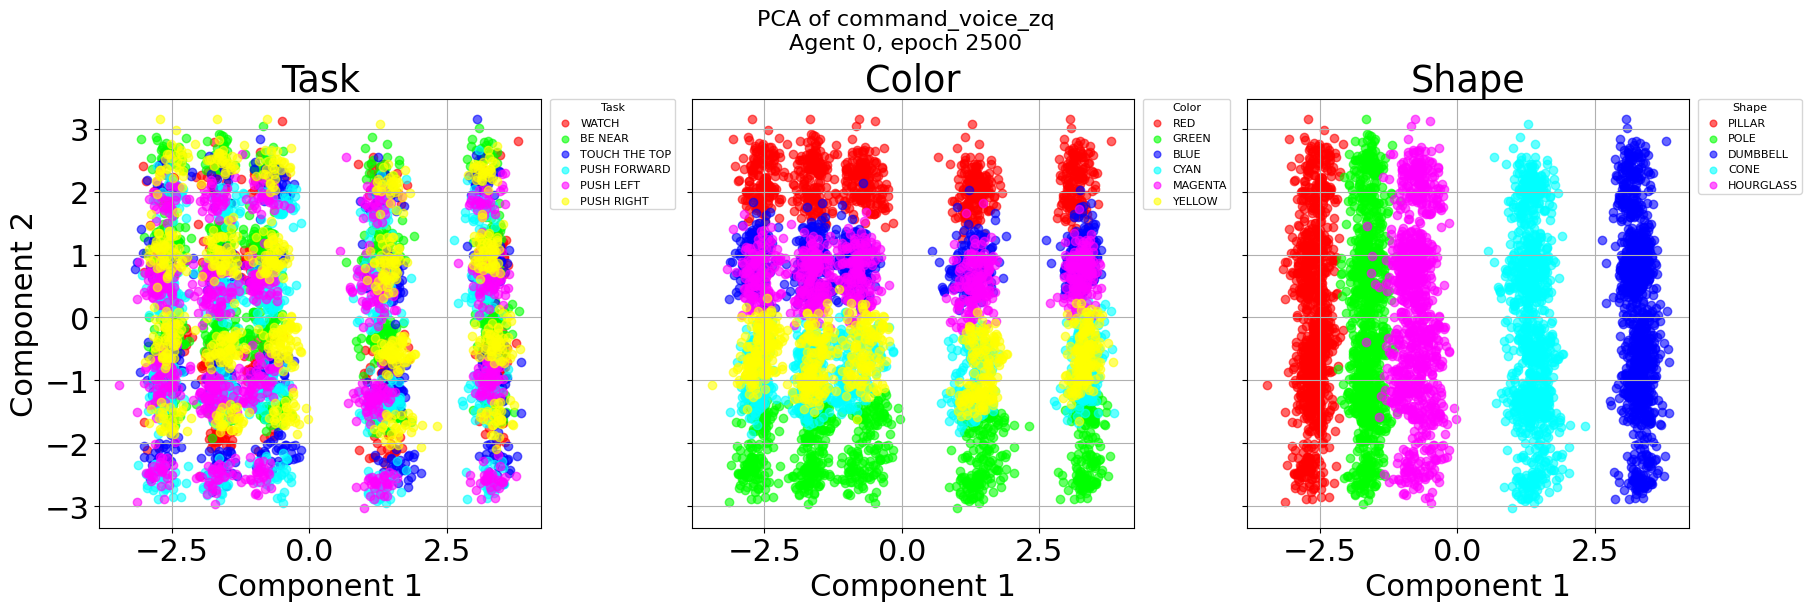 PCA of command_voice_zq
Agent 0, epoch 2500
Task
Color
Shape
Task
WATCH
BE NEAR
TOUCH THE TOP
PUSH FORWARD
PUSH LEFT
PUSH RIGHT
Color
RED
GREEN
BLUE
CYAN
MAGENTA
YELLOW
Shape
PILLAR
POLE
DUMBBELL
CONE
HOURGLASS
Component 2
3
2
1
0
−1
−2
−3
−2.5 0.0 2.5
−2.5 0.0 2.5
−2.5 0.0 2.5
Component 1
Component 1
Component 1